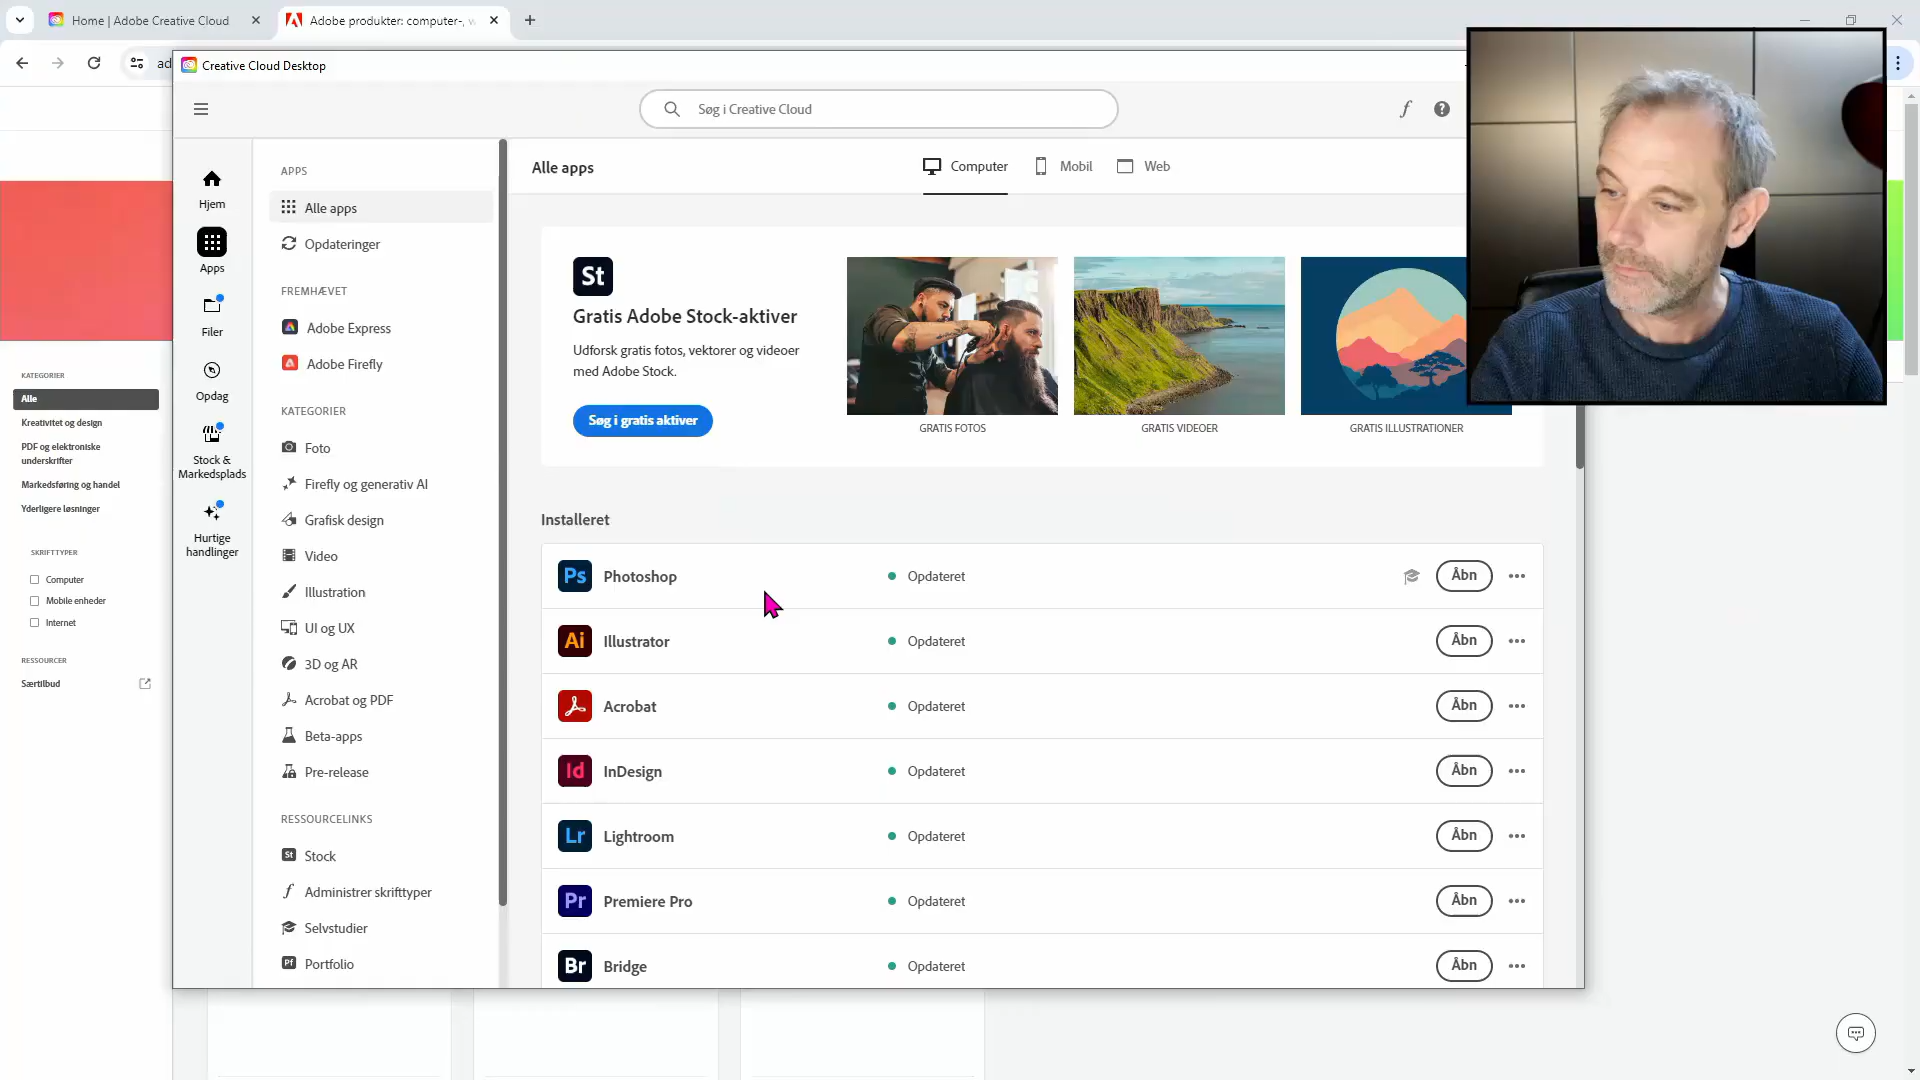 Home | Adobe Creative Cloud
Adobe produkter: computer-, w
ad
Creative Cloud Desktop
Søg i Creative Cloud
Alle apps
Computer
Mobil
Web
Hjem
Apps
Filer
Opdag
Stock &
Markedsplads
Hurtige
handlinger
APPS
Alle apps
Opdateringer
FREMHÆVET
Adobe Express
Adobe Firefly
KATEGORIER
Foto
Firefly og generativ AI
Grafisk design
Video
Illustration
UI og UX
3D og AR
Acrobat og PDF
Beta-apps
Pre-release
RESSOURCELINKS
St Stock
Administrer skrifttyper
Selvstudier
Pf Portfolio
St
Gratis Adobe Stock-aktiver
Udforsk gratis fotos, vektorer og videoer
med Adobe Stock.
Søg i gratis aktiver
GRATIS FOTOS
GRATIS VIDEOER
GRATIS ILLUSTRATIONER
Installeret
Ps Photoshop Opdateret Åbn
Ai Illustrator Opdateret Åbn
Acrobat Opdateret Åbn
Id InDesign Opdateret Åbn
Lr Lightroom Opdateret Åbn
Pr Premiere Pro Opdateret Åbn
Br Bridge Opdateret Åbn
KATEGORIER
Alle
Kreativitet og design
PDF og elektroniske
underskrifter
Markedsføring og handel
Yderligere løsninger
SKRIFTTYPER
Computer
Mobile enheder
Internet
RESSOURCER
Særtilbud